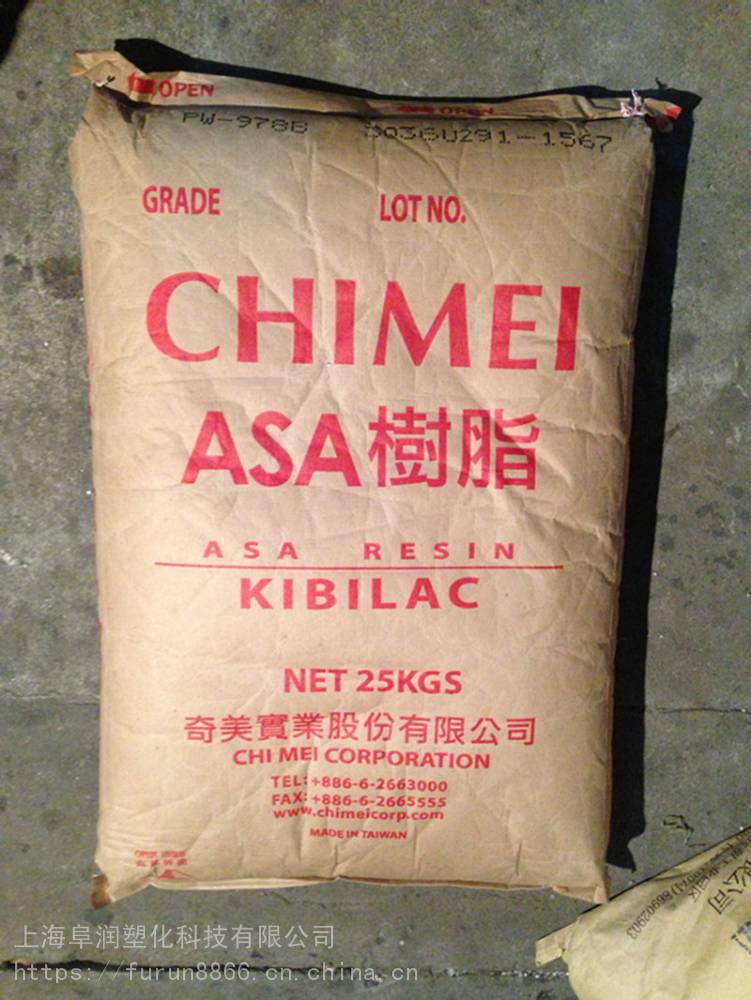 OPEN
OPEN
PW-978B 3036U291-1567
GRADE LOT NO.
CHIMEI
ASA樹脂
ASA RESIN
KIBILAC
NET 25KGS
奇美實業股份有限公司
CHI MEI CORPORATION
TEL:+886-6-2663000
FAX:+886-6-2665555
www.chimeicorp.com
MADE IN TAIWAN
上海阜润塑化科技有限公司
https://furun8866.cn.china.cn